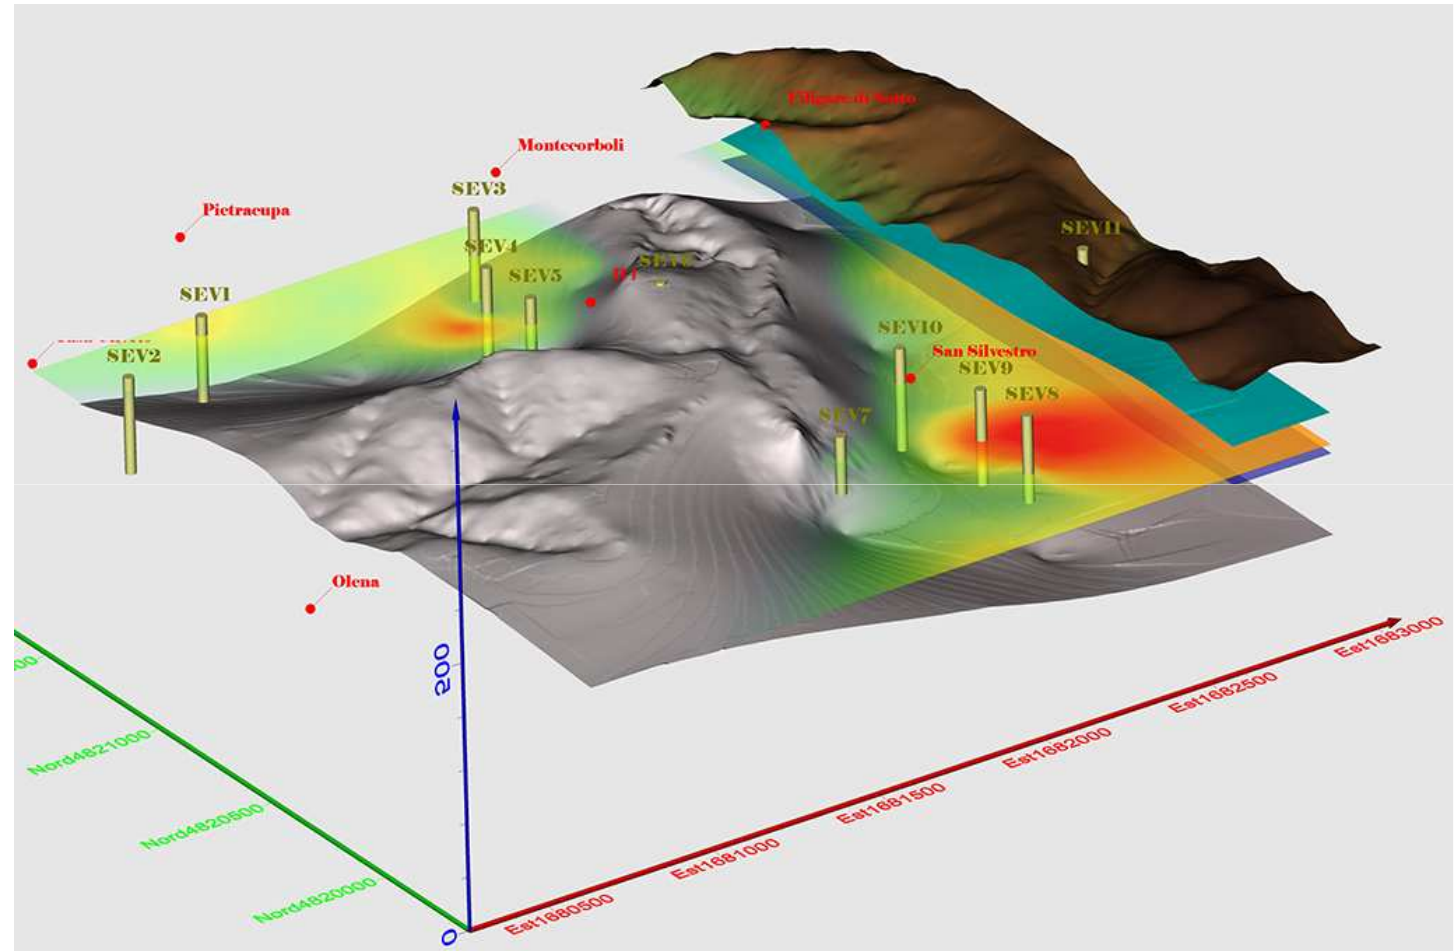 Filigare di Sotto
Montecorboli
SEV3
Pietracupa
SEV11
SEV4
SEV5
SEV1
SEV10
San Silvestro
SEV2
SEV9
SEV8
SEV7
Olena
500
Est1683000
Est1682500
Nord4821000
Est1682000
Est1681500
Nord4820500
Est1681000
Nord4820000
Est1680500
0